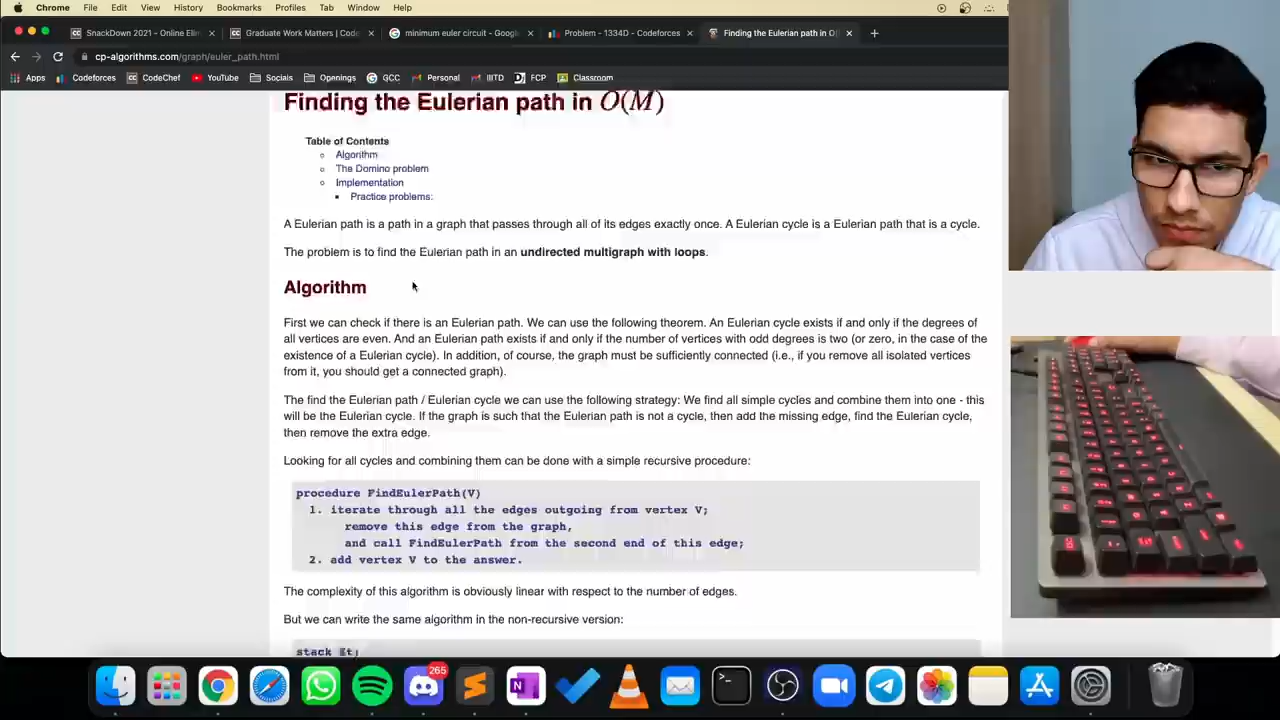 Chrome File Edit View History Bookmarks Profiles Tab Window Help
SnackDown 2021 - Online Elim
Graduate Work Matters | Code
minimum euler circuit - Google
Problem - 1334D - Codeforces
Finding the Eulerian path in O(
cp-algorithms.com/graph/euler_path.html
Apps Codeforces CodeChef YouTube Socials Openings GCC Personal IIITD FCP Classroom
Finding the Eulerian path in O(M)
Table of Contents
Algorithm
The Domino problem
Implementation
Practice problems:
A Eulerian path is a path in a graph that passes through all of its edges exactly once. A Eulerian cycle is a Eulerian path that is a cycle.
The problem is to find the Eulerian path in an undirected multigraph with loops.
Algorithm
First we can check if there is an Eulerian path. We can use the following theorem. An Eulerian cycle exists if and only if the degrees of
all vertices are even. And an Eulerian path exists if and only if the number of vertices with odd degrees is two (or zero, in the case of the
existence of a Eulerian cycle). In addition, of course, the graph must be sufficiently connected (i.e., if you remove all isolated vertices
from it, you should get a connected graph).
The find the Eulerian path / Eulerian cycle we can use the following strategy: We find all simple cycles and combine them into one - this
will be the Eulerian cycle. If the graph is such that the Eulerian path is not a cycle, then add the missing edge, find the Eulerian cycle,
then remove the extra edge.
Looking for all cycles and combining them can be done with a simple recursive procedure:
procedure FindEulerPath(V)
1. iterate through all the edges outgoing from vertex V;
remove this edge from the graph,
and call FindEulerPath from the second end of this edge;
2. add vertex V to the answer.
The complexity of this algorithm is obviously linear with respect to the number of edges.
But we can write the same algorithm in the non-recursive version:
stack St;
265